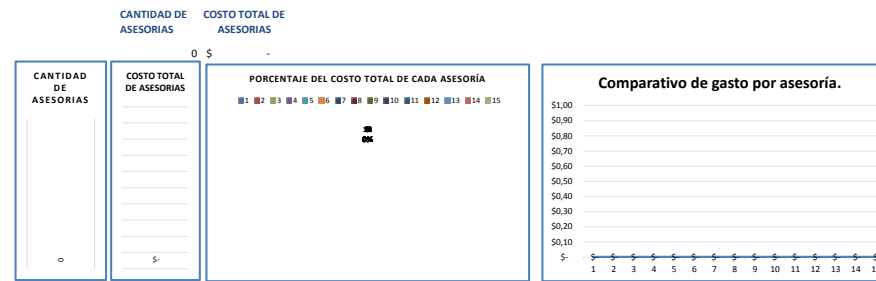 CANTIDAD DE ASESORIAS
COSTO TOTAL DE ASESORIAS
0 $ -
CANTIDAD
DE
ASESORIAS
0
COSTO TOTAL
DE ASESORIAS
$-
PORCENTAJE DEL COSTO TOTAL DE CADA ASESORÍA
1 2 3 4 5 6 7 8 9 10 11 12 13 14 15
0%
Comparativo de gasto por asesoría.
$1,00
$0,90
$0,80
$0,70
$0,60
$0,50
$0,40
$0,30
$0,20
$0,10
$-
$- $- $- $- $- $- $- $- $- $- $- $- $- $-
1 2 3 4 5 6 7 8 9 10 11 12 13 14